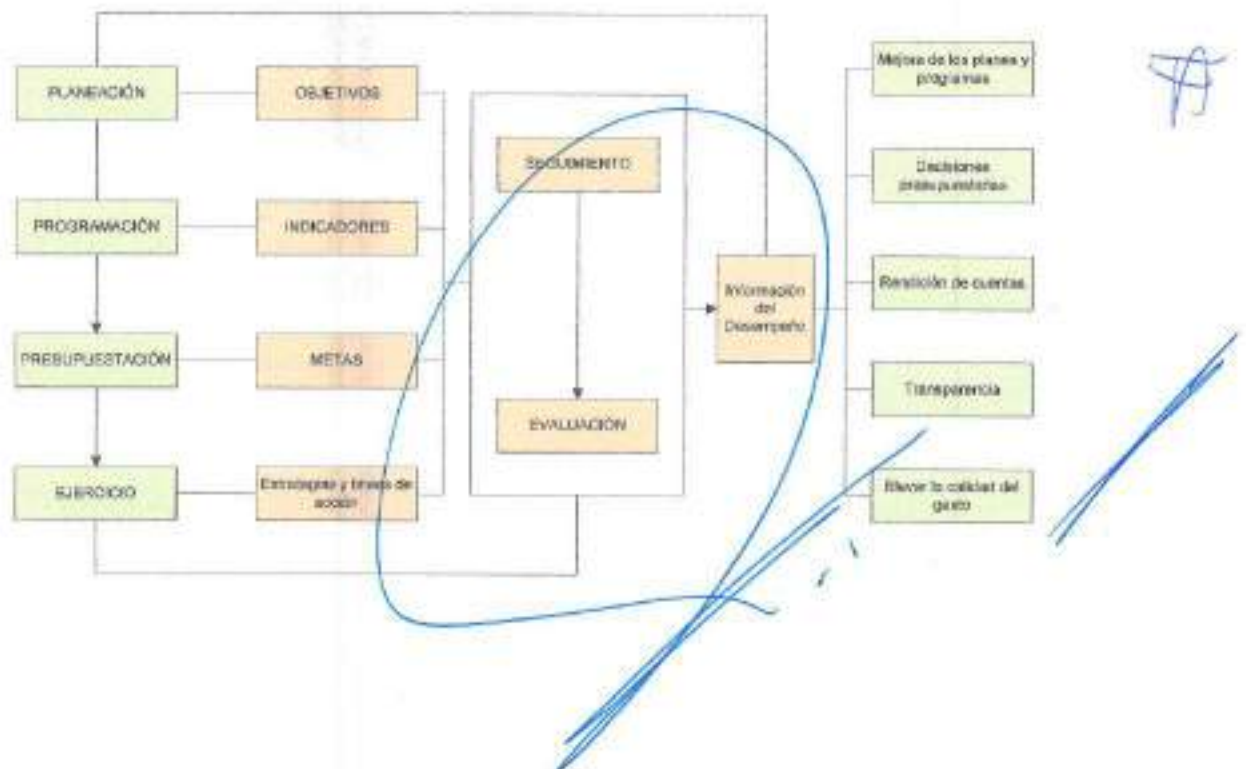 PLANEACIÓN
OBJETIVOS
SEGUIMIENTO
Mejora de los planes y
programas
Decisiones
presupuestarias
PROGRAMACIÓN
INDICADORES
Información
del
Desempeño
Rendición de cuentas
PRESUPUESTACIÓN
METAS
Transparencia
EVALUACIÓN
EJERCICIO
Estrategias y líneas de
acción
Elevar la calidad del
gasto